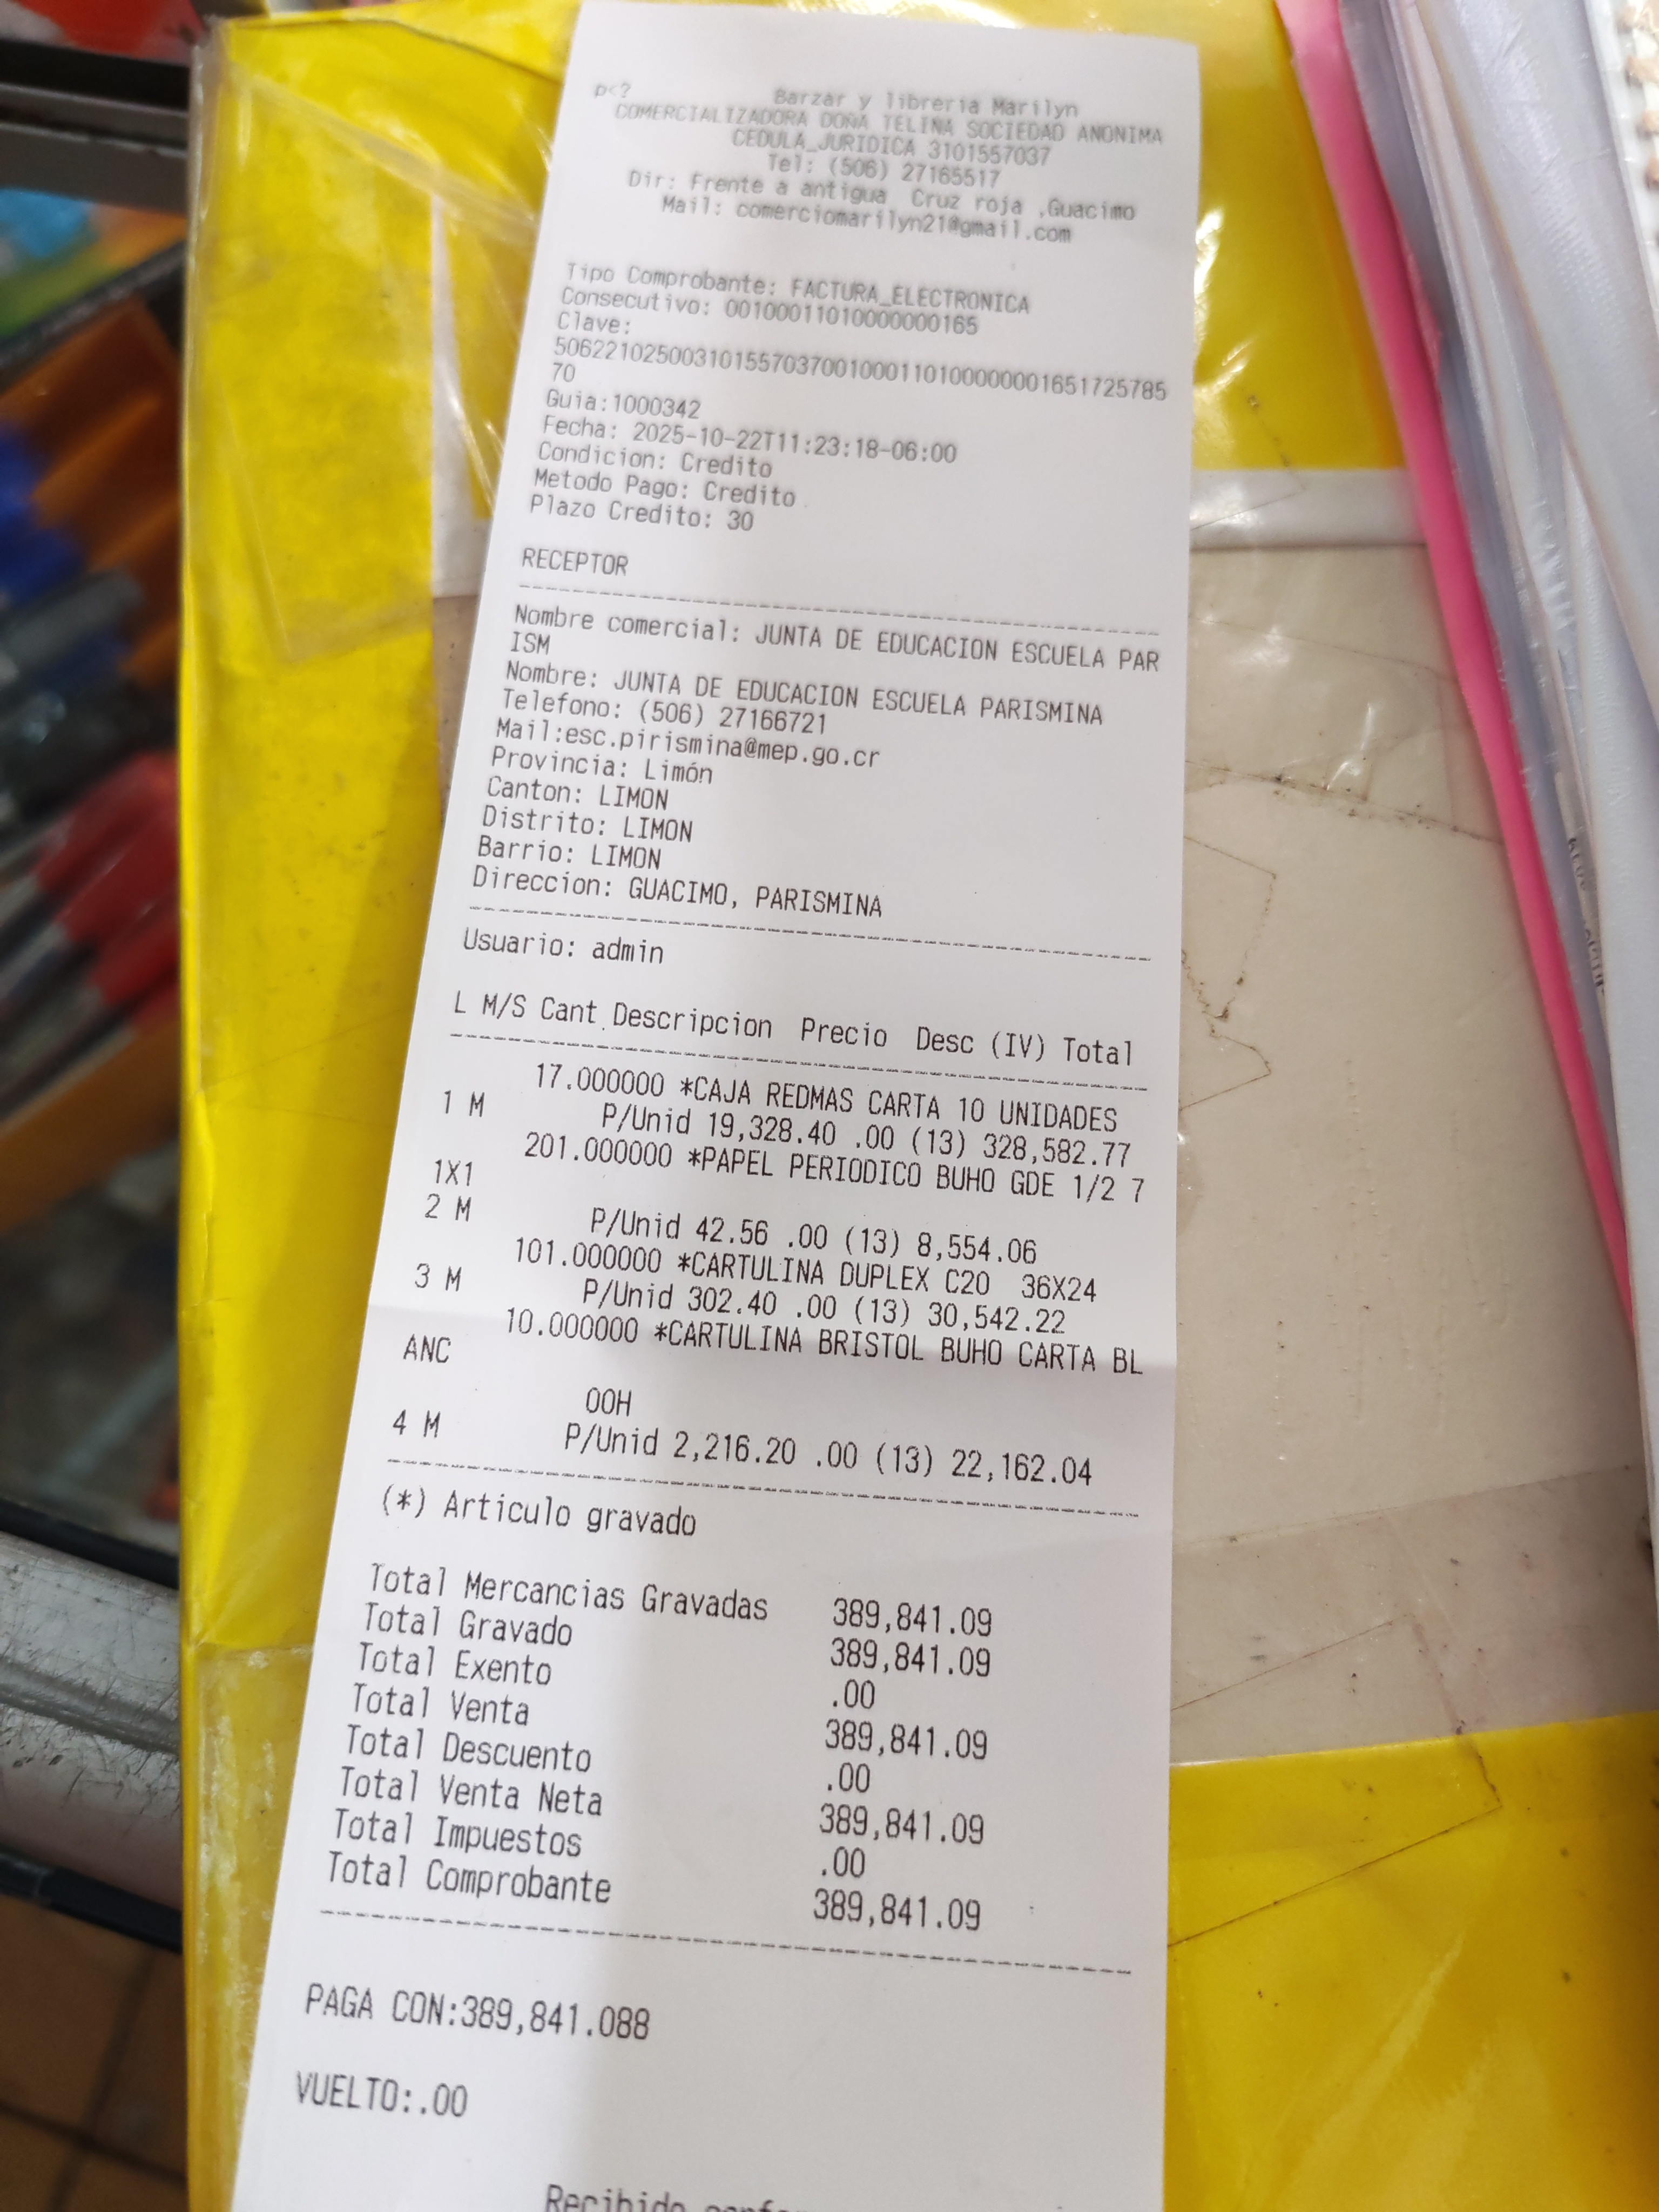 p<?
Barzar y libreria Marilyn
COMERCIALIZADORA DOÑA TELINA SOCIEDAD ANONIMA
CEDULA_JURIDICA 3101557037
Tel: (506) 27165517
Dir: Frente a antigua Cruz roja ,Guacimo
Mail: comerciomarilyn21@gmail.com
Tipo Comprobante: FACTURA_ELECTRONICA
Consecutivo: 00100011010000000165
Clave:
506221025003101557037001000110100000001651725785
70
Guia:1000342
Fecha: 2025-10-22T11:23:18-06:00
Condicion: Credito
Metodo Pago: Credito
Plazo Credito: 30
RECEPTOR
Nombre comercial: JUNTA DE EDUCACION ESCUELA PAR
ISM
Nombre: JUNTA DE EDUCACION ESCUELA PARISMINA
Telefono: (506) 27166721
Mail:esc.pirismina@mep.go.cr
Provincia: Limón
Canton: LIMON
Distrito: LIMON
Barrio: LIMON
Direccion: GUACIMO, PARISMINA
Usuario: admin
L M/S Cant Descripcion Precio Desc (IV) Total
17.000000 *CAJA REDMAS CARTA 10 UNIDADES
1 M P/Unid 19,328.40 .00 (13) 328,582.77
201.000000 *PAPEL PERIODICO BUHO GDE 1/2 7
1X1
2 M P/Unid 42.56 .00 (13) 8,554.06
101.000000 *CARTULINA DUPLEX C20 36X24
3 M P/Unid 302.40 .00 (13) 30,542.22
10.000000 *CARTULINA BRISTOL BUHO CARTA BL
ANC
00H
4 M P/Unid 2,216.20 .00 (13) 22,162.04
(*) Articulo gravado
Total Mercancias Gravadas 389,841.09
Total Gravado 389,841.09
Total Exento .00
Total Venta 389,841.09
Total Descuento .00
Total Venta Neta 389,841.09
Total Impuestos .00
Total Comprobante 389,841.09
PAGA CON:389,841.088
VUELTO:.00
Recibido